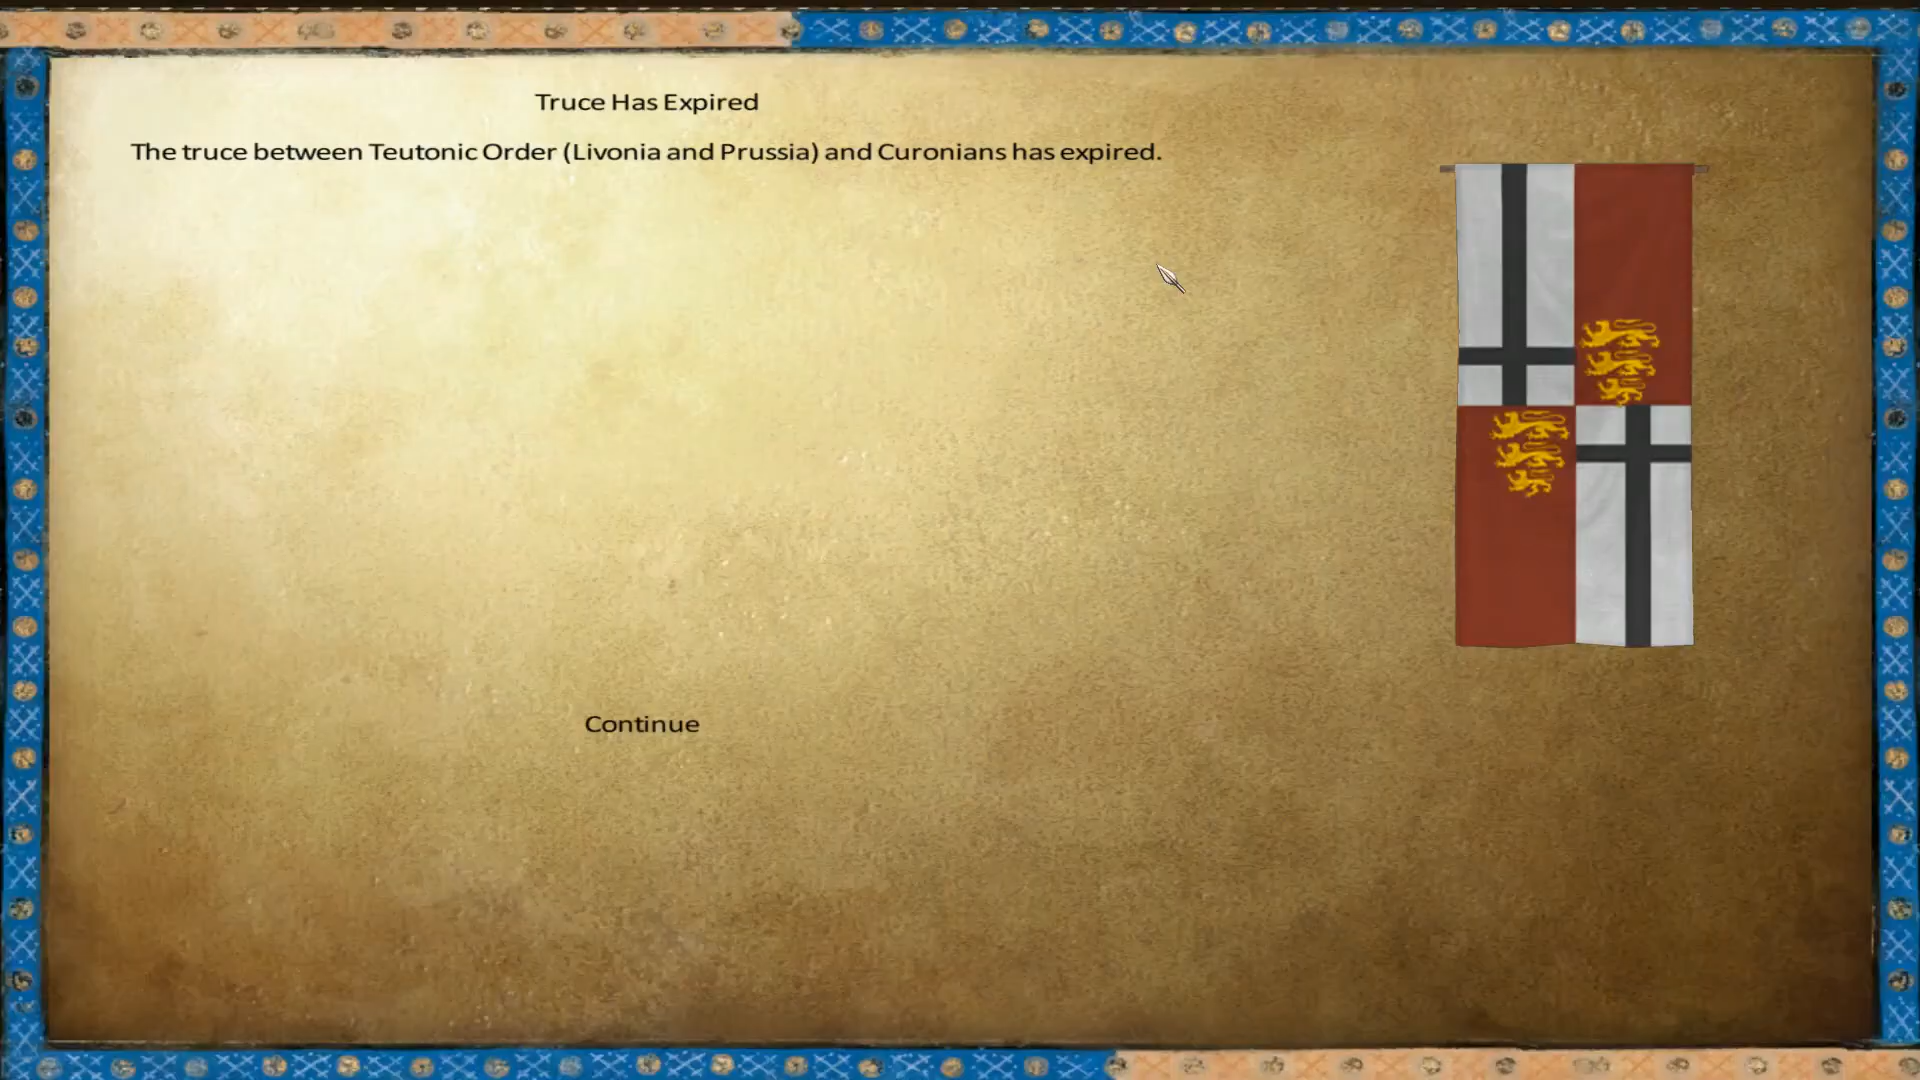 Truce Has Expired
The truce between Teutonic Order (Livonia and Prussia) and Curonians has expired.
Continue